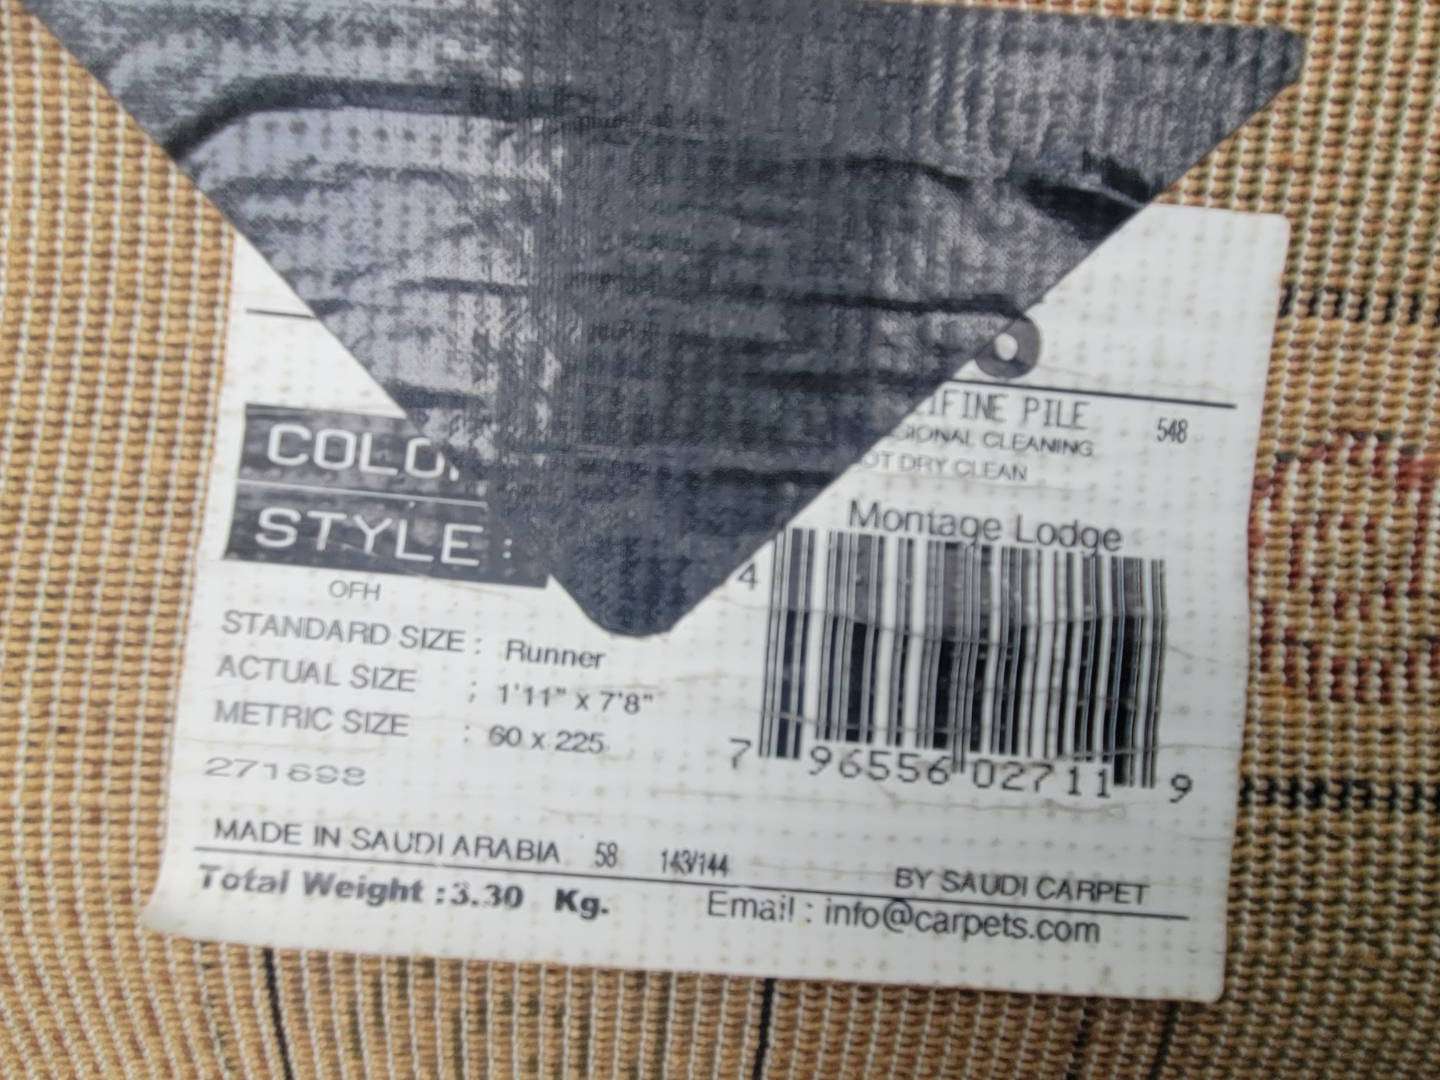 IFINE PILE 548
CLEANING
DRY CLEAN
STYLE :
Montage Lodge
4
OFH
STANDARD SIZE : Runner
ACTUAL SIZE : 1'11" x 7'8"
METRIC SIZE : 60 x 225
271698
7 96556 02711 9
MADE IN SAUDI ARABIA 58 143/144 BY SAUDI CARPET
Total Weight :3.30 Kg. Email : info@carpets.com